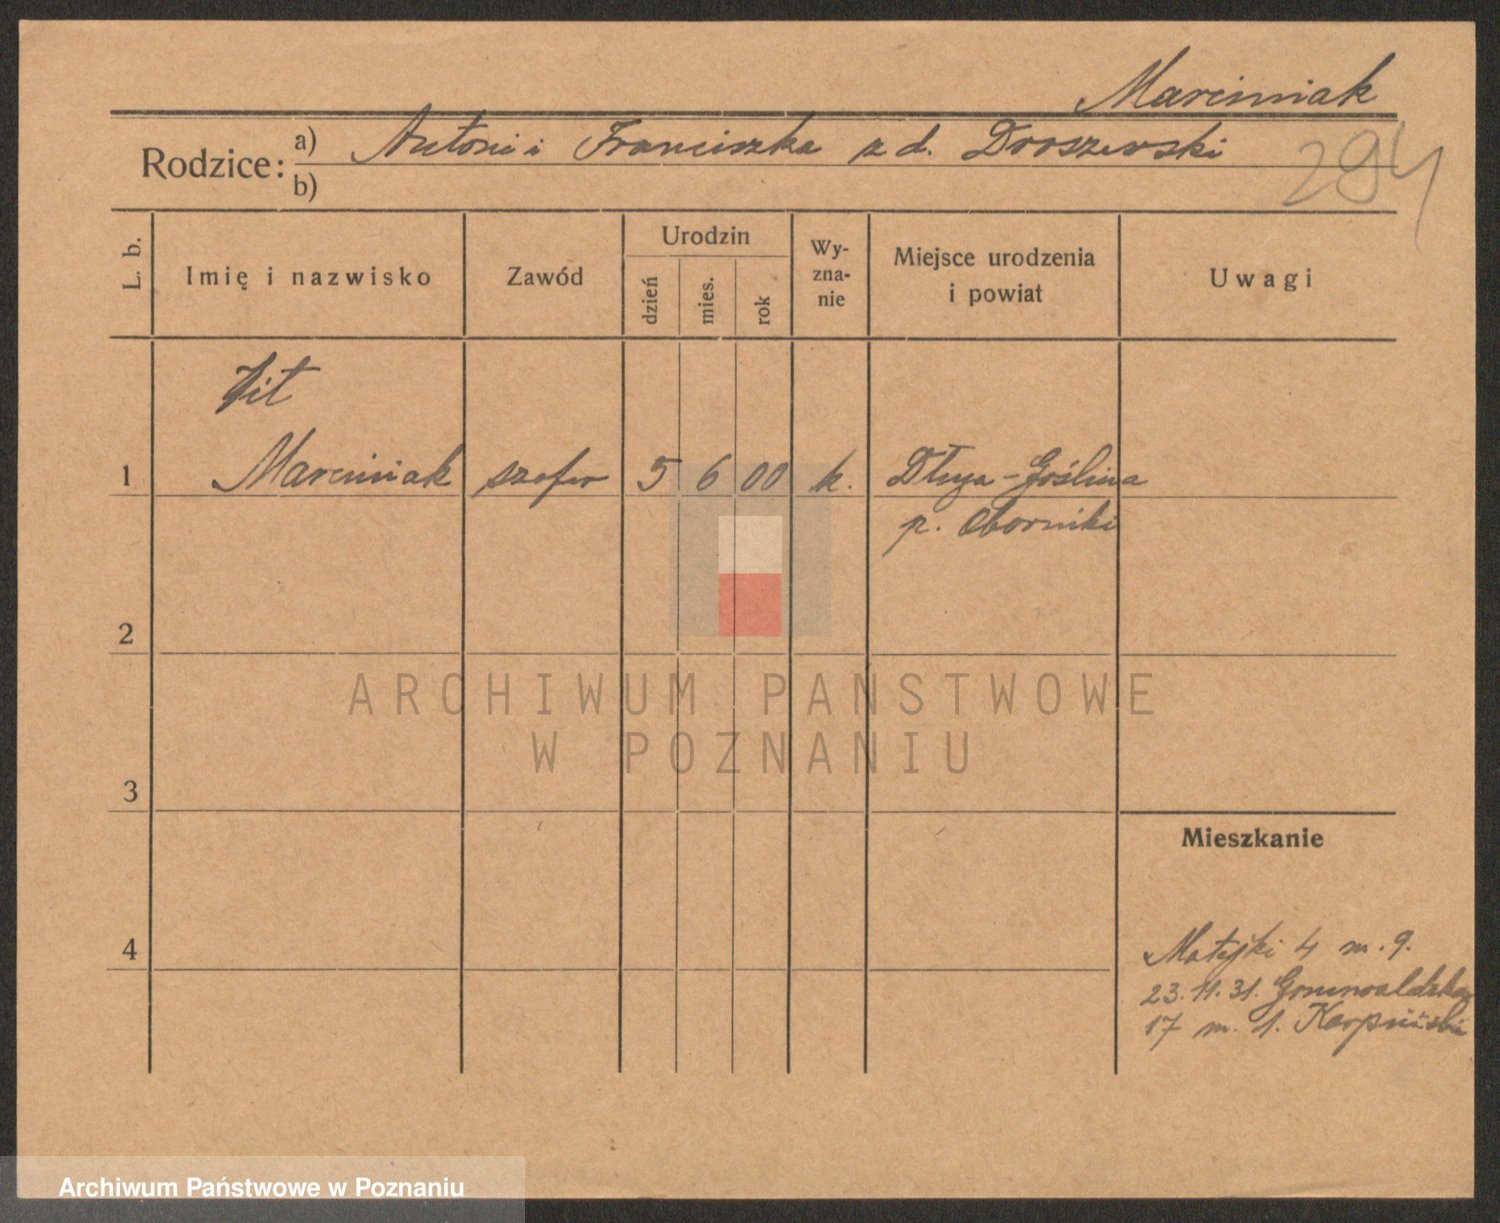 Marciniak
Rodzice: a) Antoni i Franciszka z d. Droszewski
b)
294
L. b.
Imię i nazwisko
Zawód
Urodzin
dzień
mies.
rok
Wy-
zna-
nie
Miejsce urodzenia
i powiat
Uwagi
Wit
1 Marciniak szofer 5 6 00 k. Długa-Goślina
p. Oborniki
2
ARCHIWUM PAŃSTWOWE
W POZNANIU
3
Mieszkanie
4
Matejki 4 m. 9.
23.11.31. Grunwaldzka
17 m. 1. Karpiński
Archiwum Państwowe w Poznaniu